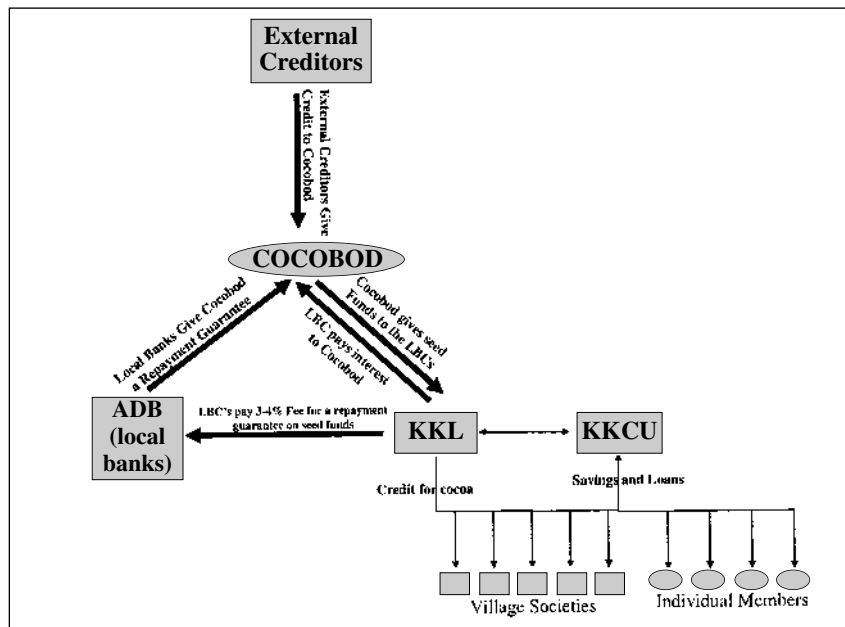 External
Creditors
External Creditors Give
Credit to Cocobod
COCOBOD
Local Banks Give Cocobod
a Repayment Guarantee
Cocobod gives seed
Funds to the LBCs
LBC pays interest
to Cocobod
ADB
(local
banks)
LBC's pay 3-4% Fee for a repayment
guarantee on seed funds
KKL
KKCU
Credit for cocoa
Savings and Loans
Village Societies
Individual Members